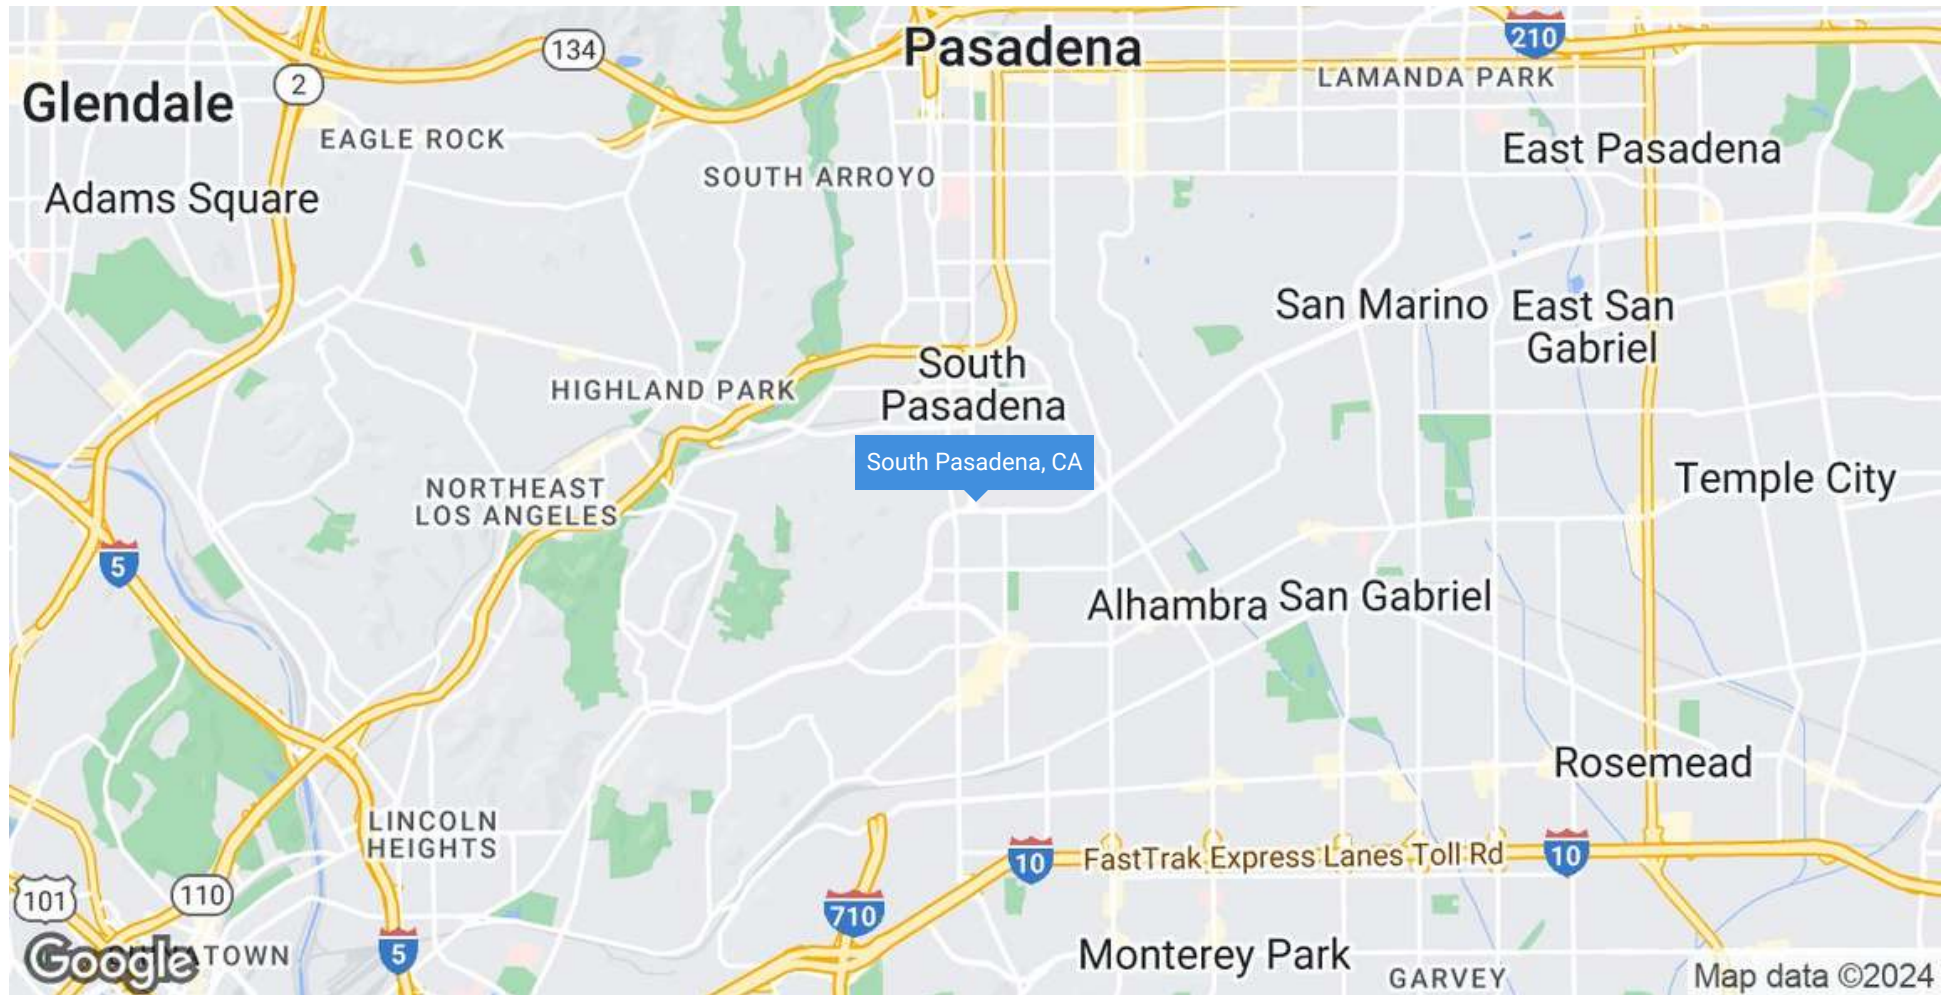 Pasadena
210
134
LAMANDA PARK
2
Glendale
EAGLE ROCK
East Pasadena
SOUTH ARROYO
Adams Square
San Marino
East San
Gabriel
South
Pasadena
HIGHLAND PARK
South Pasadena, CA
Temple City
NORTHEAST
LOS ANGELES
5
Alhambra
San Gabriel
Rosemead
LINCOLN
HEIGHTS
10
FastTrak Express Lanes Toll Rd
10
101
110
710
5
Monterey Park
Google
ATOWN
GARVEY
Map data ©2024